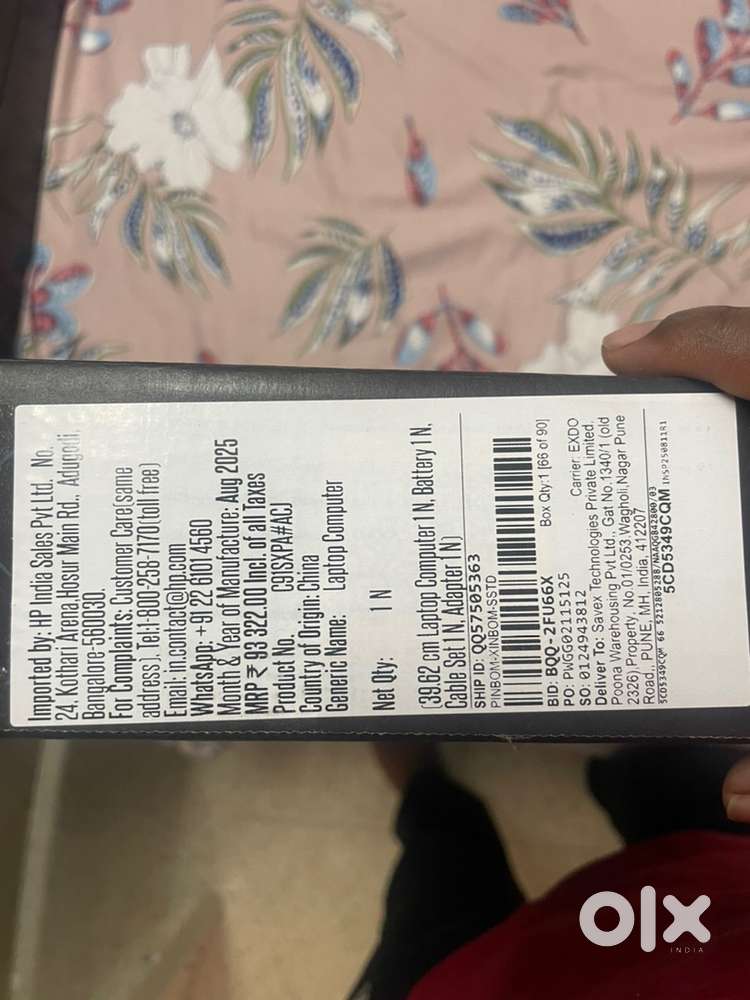 Imported by: HP India Sales Pvt Ltd., No.
24, Kothari Arena,Hosur Main Rd., Adugodi,
Bangalore-560030.
For Complaints: Customer Care(same
address), Tel:1-800-258-7170(toll free)
Email: in.contact@hp.com
WhatsApp: +91 22 6101 4560
Month & Year of Manufacture: Aug 2025
MRP ₹ 93 322.00 Incl. of all Taxes
Product No. C91SXPA#ACJ
Country of Origin: China
Generic Name: Laptop Computer
Net Qty: 1 N
(39.62 cm Laptop Computer 1 N, Battery 1 N,
Cable Set 1 N, Adapter 1 N)
SHIP ID: QQ57505363
PINBOM-XINBOM-SSTD
BID: BQQ-2FU66X Box Qty:1 [66 of 90]
PO: PWGG02115125
SO: 0124943812 Carrier: EXDO
Deliver To: Savex Technologies Private Limited,
Poona Warehousing Pvt Ltd., Gat No.1340/1 (old
2326),Property, No.01/0253,Wagholi,Nagar Pune
Road,, PUNE, MH, India, 412207
5CD5349CQM 66 5212805328/NAAQGB42800/03
5CD5349CQM INSP250811R1
olx
INDIA